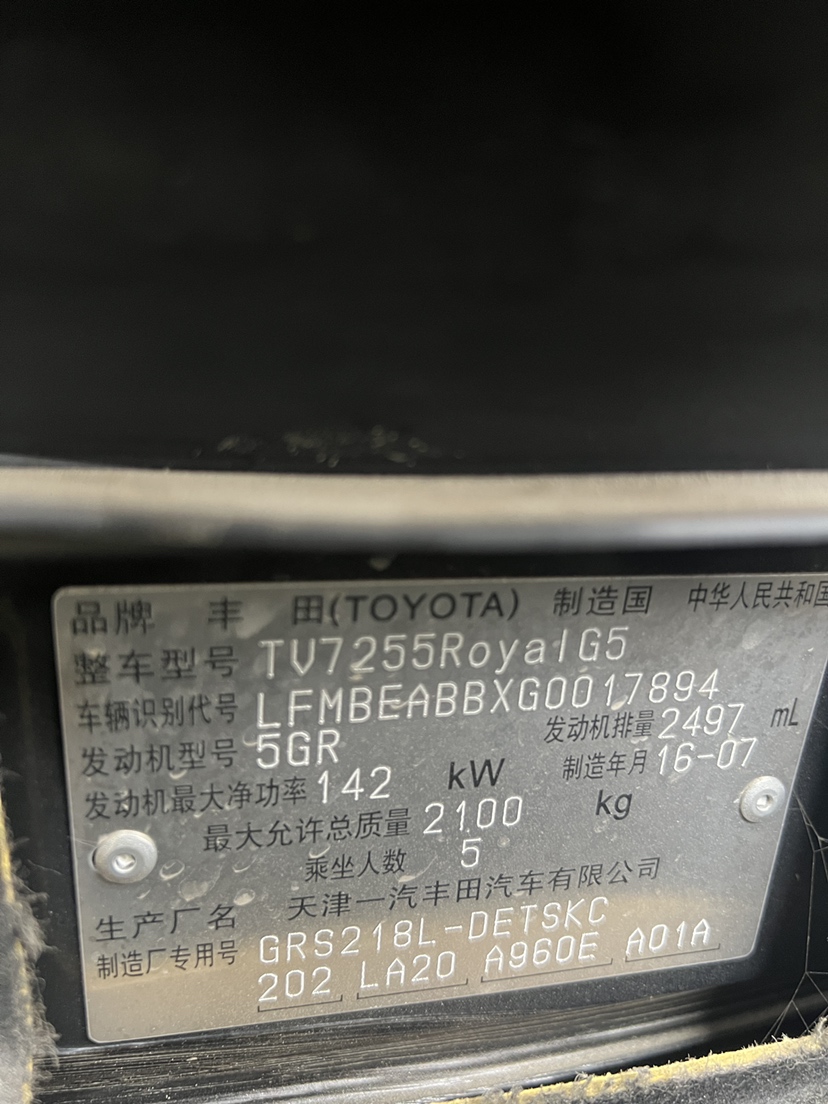 品牌 丰 田(TOYOTA) 制造国 中华人民共和国
整车型号 TV7255RoyalG5
车辆识别代号 LFMBEABBXG0017894
发动机型号 5GR 发动机排量 2497 mL
发动机最大净功率 142 kW 制造年月 16-07
最大允许总质量 2100 kg
乘坐人数 5
生产厂名 天津一汽丰田汽车有限公司
制造厂专用号 GRS218L-DETSKC
202 LA20 A960E A01A